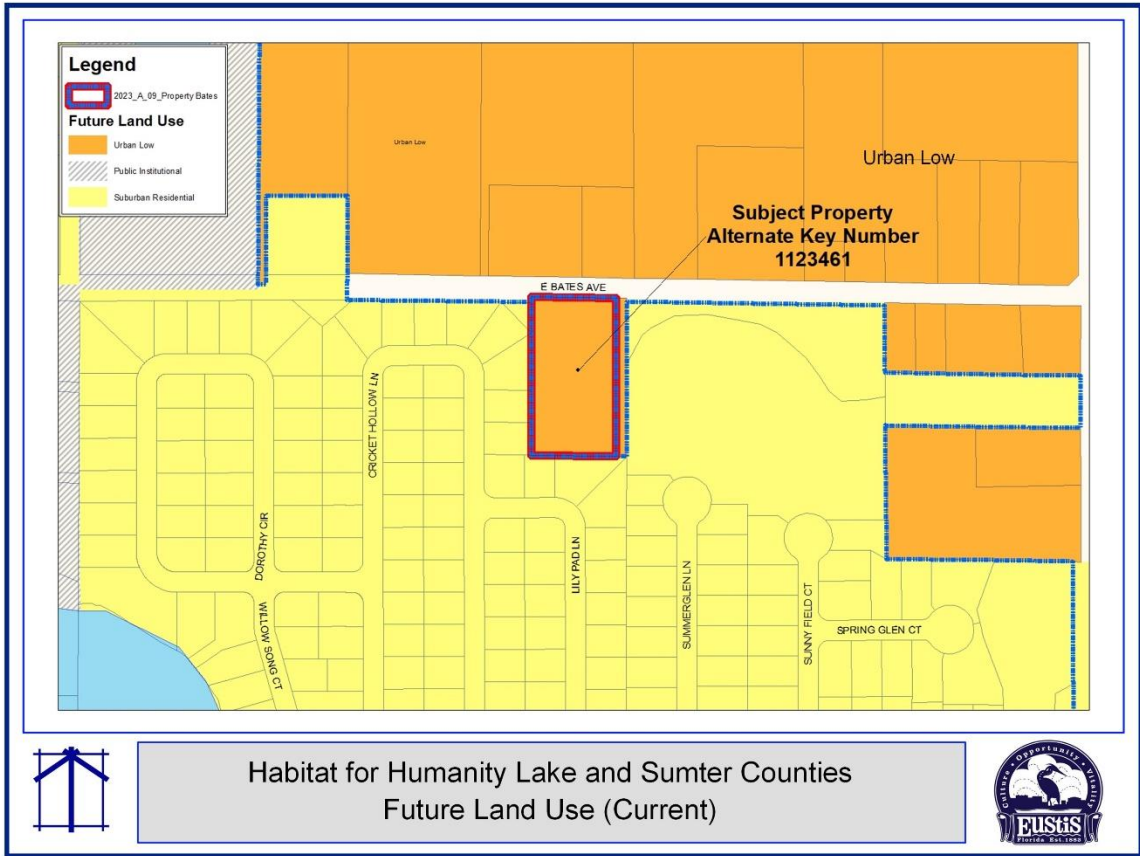 Legend
2023_A_09_Property Bates
Future Land Use
Urban Low
Public Institutional
Suburban Residential
Urban Low
Urban Low
Subject Property
Alternate Key Number
1123461
E BATES AVE
CRICKET HOLLOW LN
DOROTHY CIR
WILLOW SONG CT
LILY PAD LN
SUMMERGLEN LN
SUNNY FIELD CT
SPRING GLEN CT
Habitat for Humanity Lake and Sumter Counties
Future Land Use (Current)
Culture • Opportunity • Vitality
EUSTIS
Florida Est. 1883